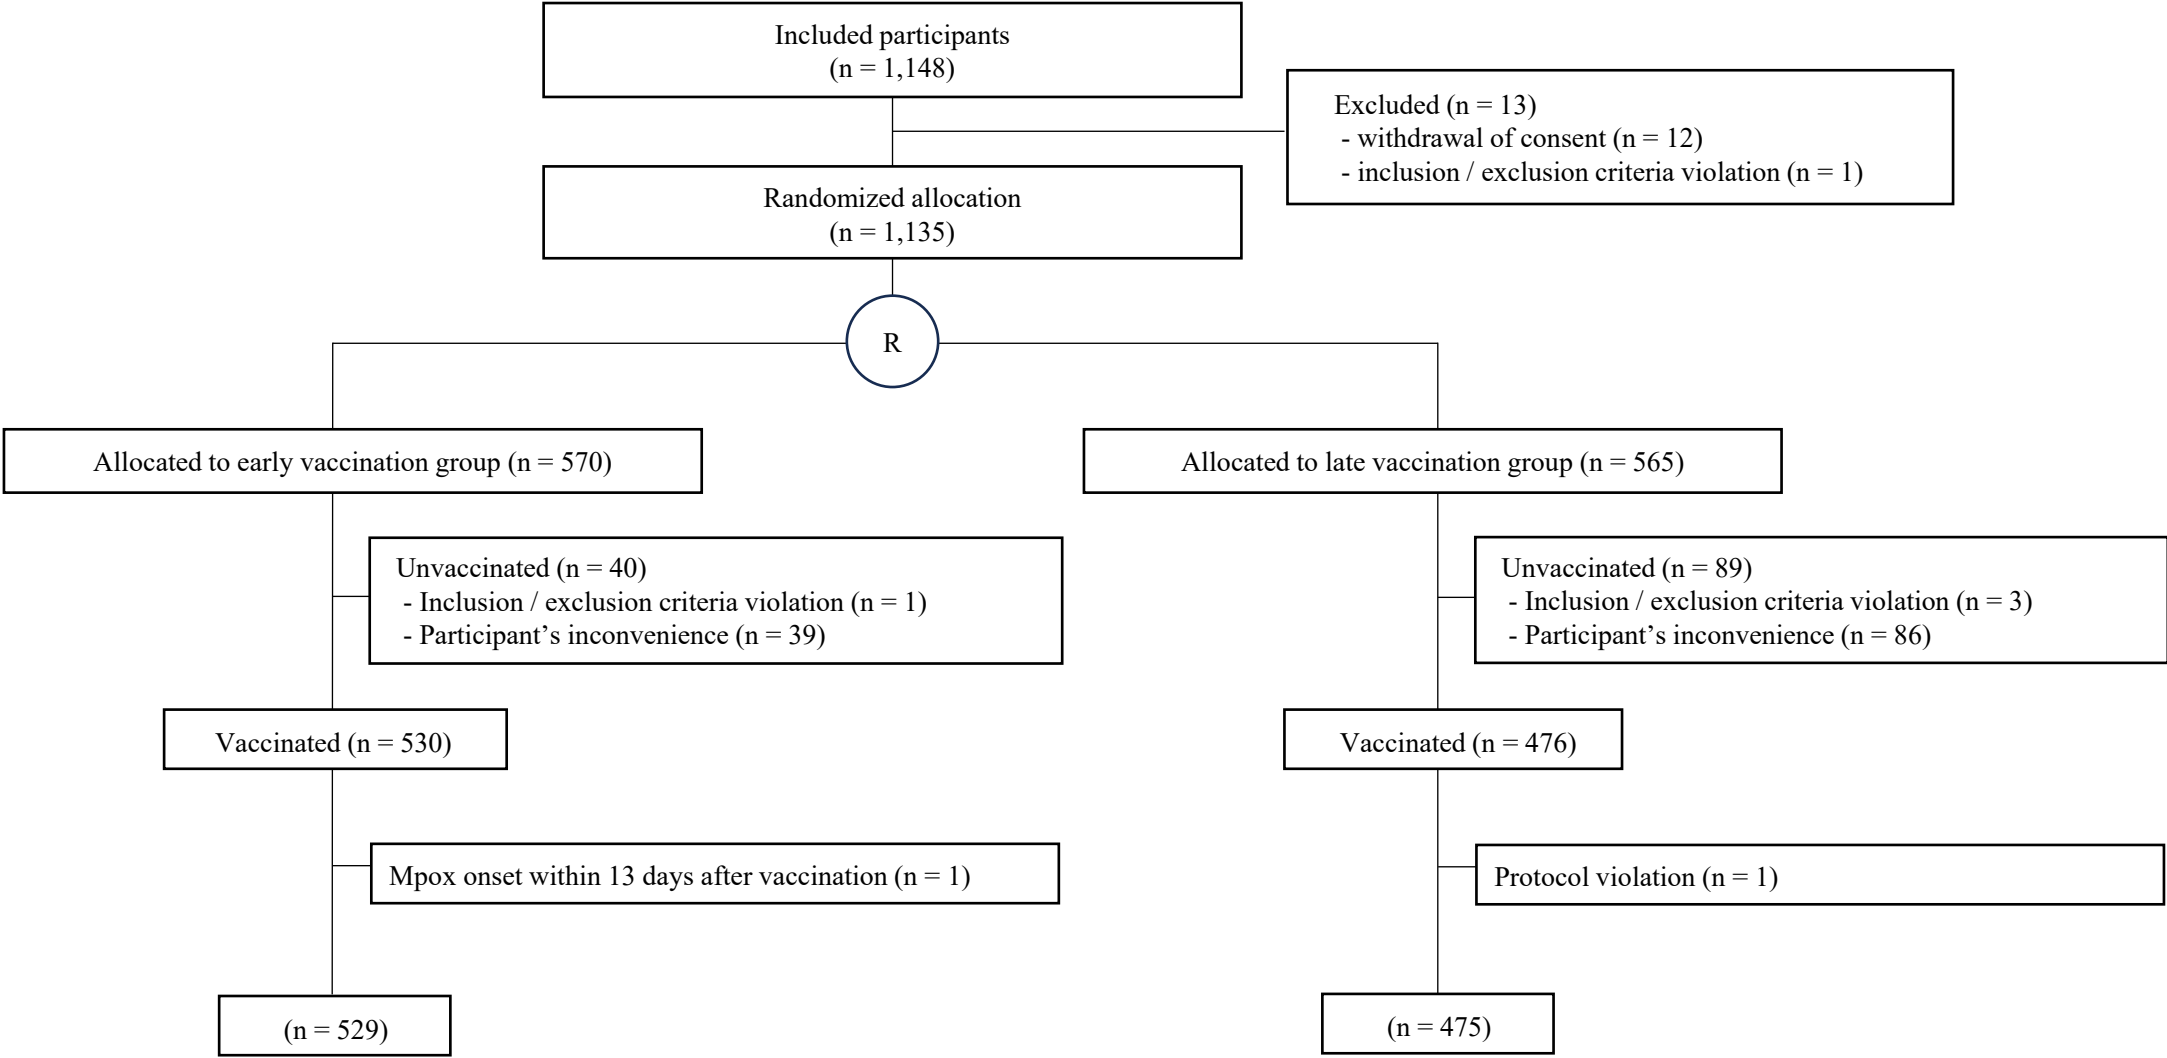 Included participants
(n = 1,148)
Excluded (n = 13)
- withdrawal of consent (n = 12)
- inclusion / exclusion criteria violation (n = 1)
Randomized allocation
(n = 1,135)
R
Allocated to early vaccination group (n = 570)
Allocated to late vaccination group (n = 565)
Unvaccinated (n = 40)
- Inclusion / exclusion criteria violation (n = 1)
- Participant’s inconvenience (n = 39)
Unvaccinated (n = 89)
- Inclusion / exclusion criteria violation (n = 3)
- Participant’s inconvenience (n = 86)
Vaccinated (n = 530)
Vaccinated (n = 476)
Mpox onset within 13 days after vaccination (n = 1)
Protocol violation (n = 1)
(n = 529)
(n = 475)